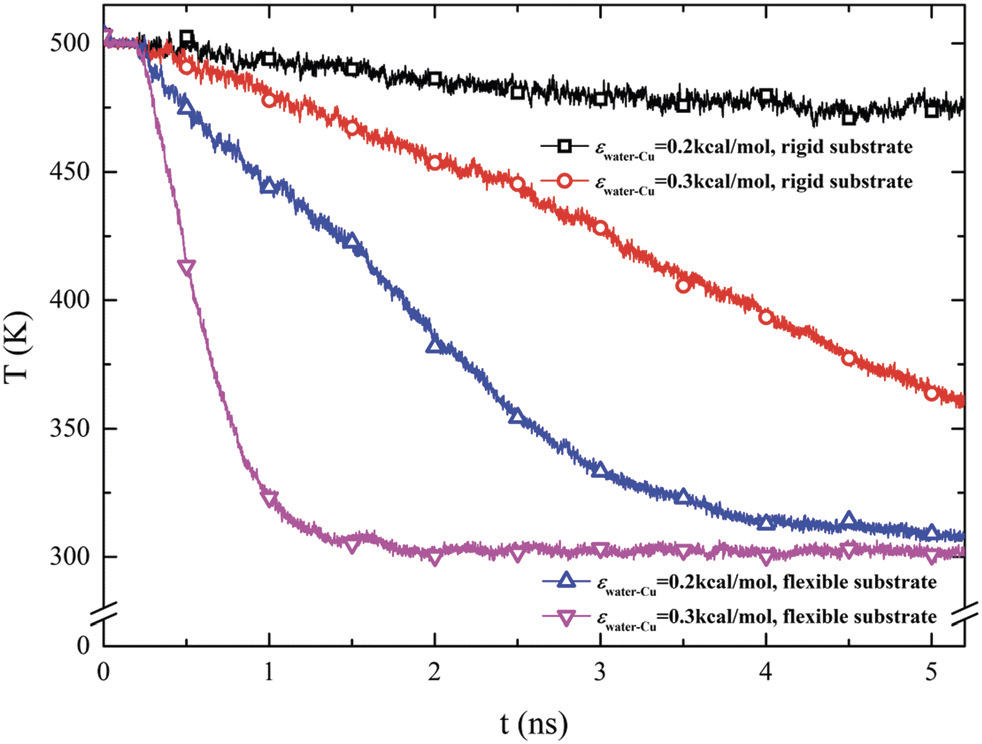 T (K)
500
450
400
350
300
0
ε water-Cu=0.2kcal/mol, rigid substrate
ε water-Cu=0.3kcal/mol, rigid substrate
ε water-Cu=0.2kcal/mol, flexible substrate
ε water-Cu=0.3kcal/mol, flexible substrate
0 1 2 3 4 5
t (ns)